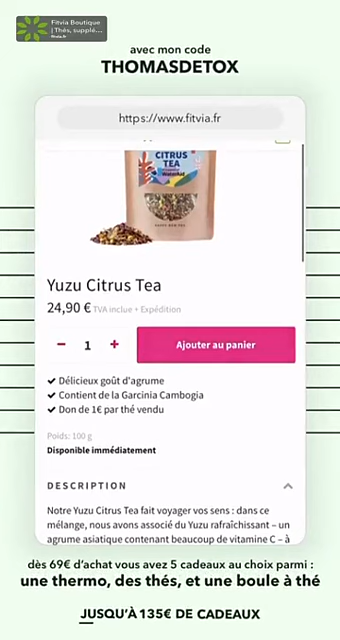 Fitvia Boutique
| Thés, supplé...
fitvia.fr
avec mon code
THOMASDETOX
https://www.fitvia.fr
CITRUS
TEA
Yuzu Citrus Tea
24,90 € TVA inclue + Expédition
- 1 +
Ajouter au panier
✔ Délicieux goût d'agrume
✔ Contient de la Garcinia Cambogia
✔ Don de 1€ par thé vendu
Poids: 100 g
Disponible immédiatement
DESCRIPTION
Notre Yuzu Citrus Tea fait voyager vos sens : dans ce
mélange, nous avons associé du Yuzu rafraîchissant – un
agrume asiatique contenant beaucoup de vitamine C – à
dès 69€ d'achat vous avez 5 cadeaux au choix parmi :
une thermo, des thés, et une boule à thé
JUSQU'À 135€ DE CADEAUX